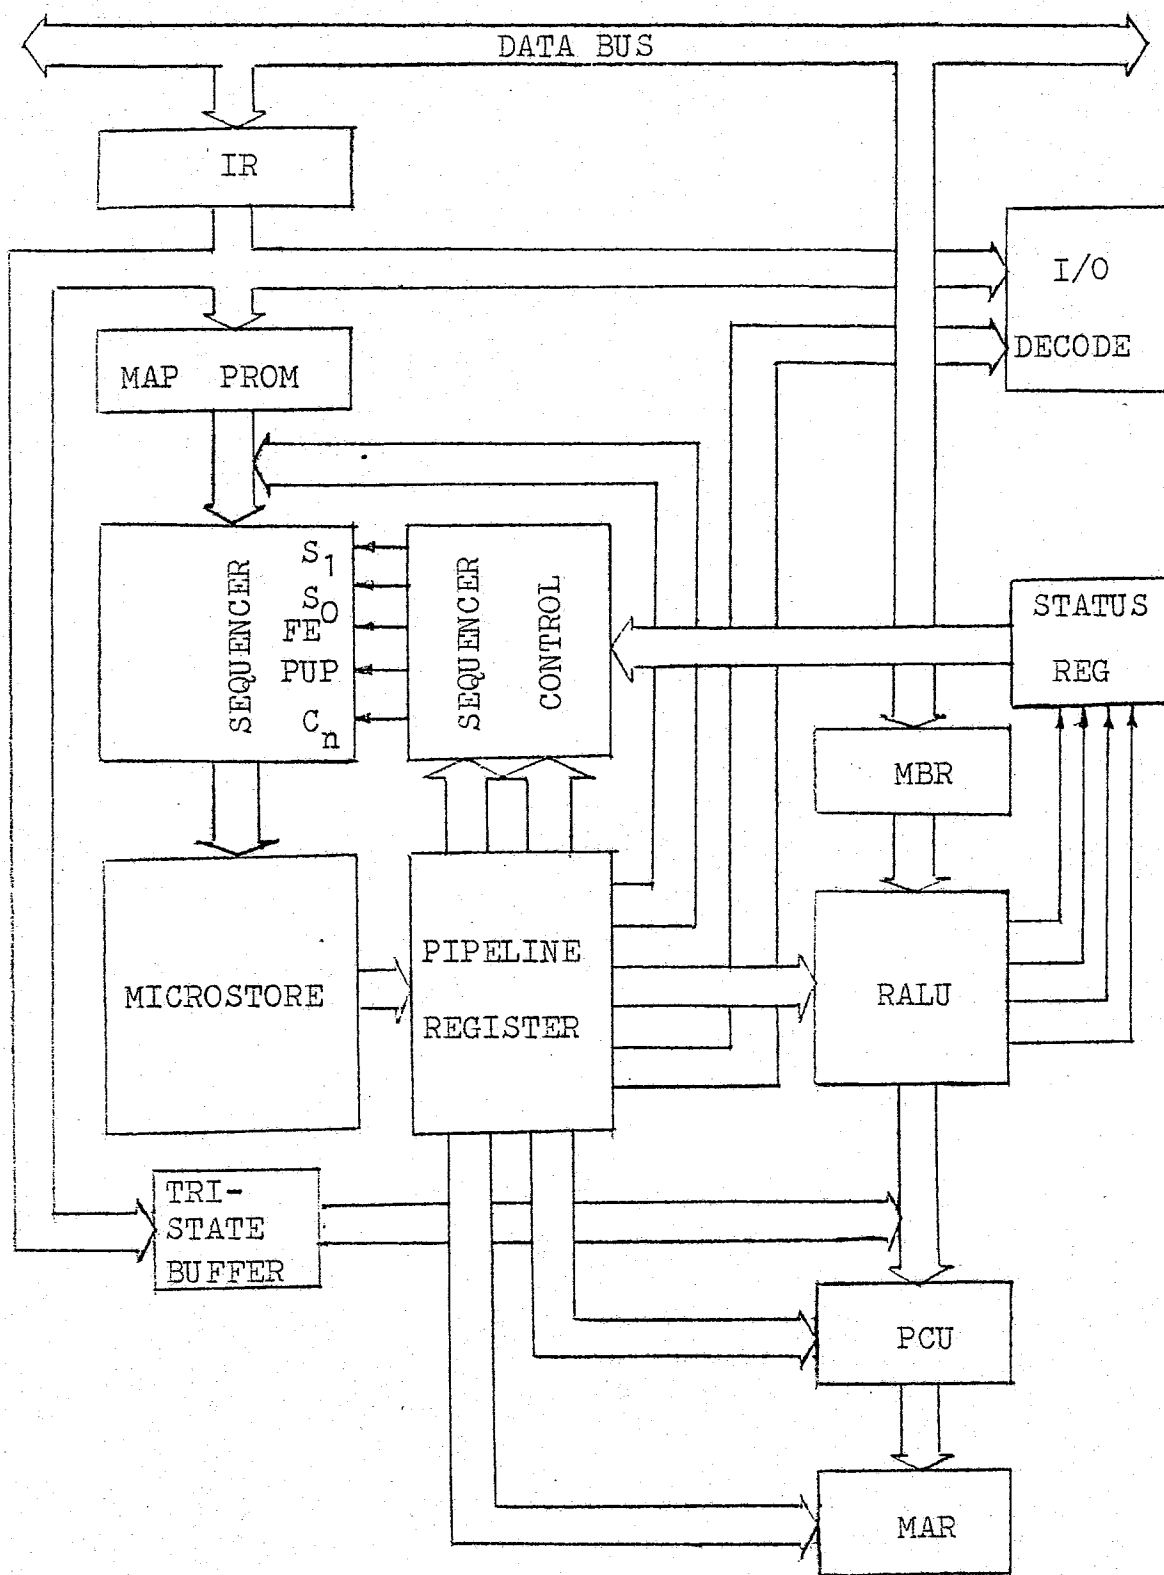 DATA BUS
IR
I/O
DECODE
MAP PROM
SEQUENCER
S1
S0
FE
PUP
Cn
SEQUENCER
CONTROL
STATUS
REG
MBR
MICROSTORE
PIPELINE
REGISTER
RALU
TRI-
STATE
BUFFER
PCU
MAR